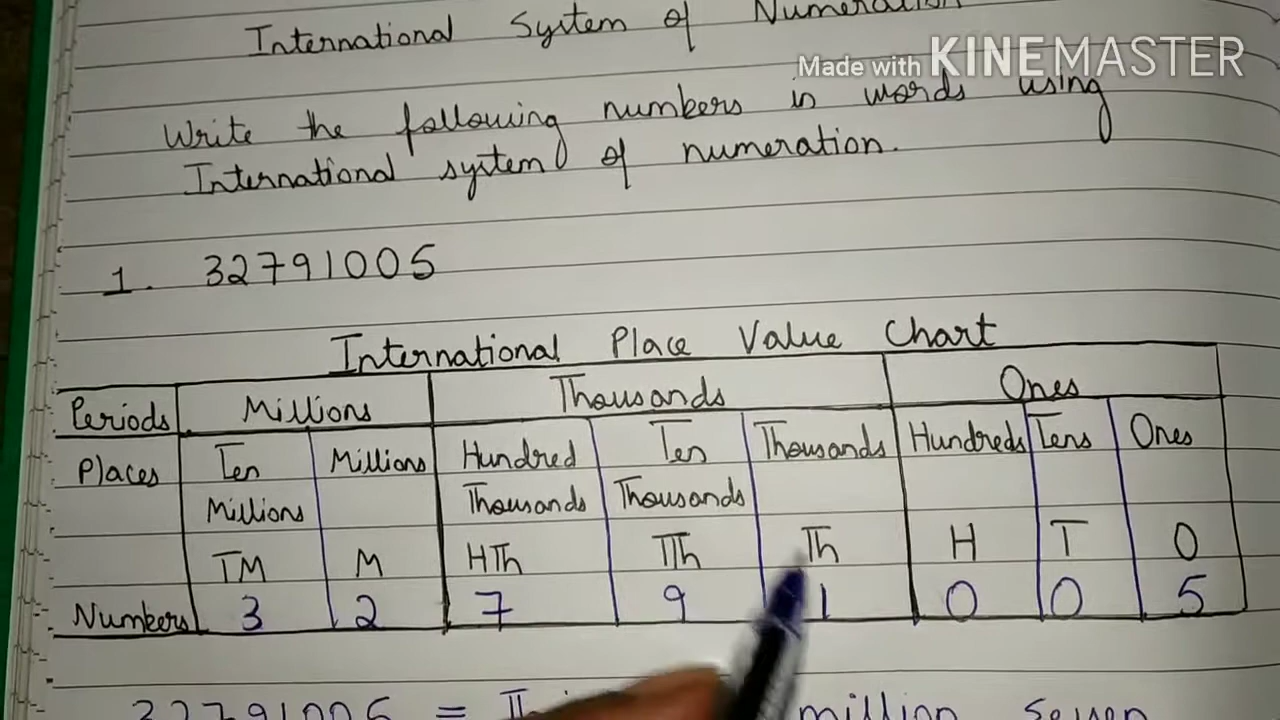 International System of Numeration
Made with KINEMASTER
Write the following numbers in words using
International system of numeration.
1. 32791005
International Place Value Chart
Periods Millions Thousands Ones
Places Ten Millions Hundred Ten Thousands Hundreds Tens Ones
Millions Thousands Thousands
TM M HTh TTh Th H T O
Numbers 3 2 7 9 1 0 0 5
32791005 = million seven